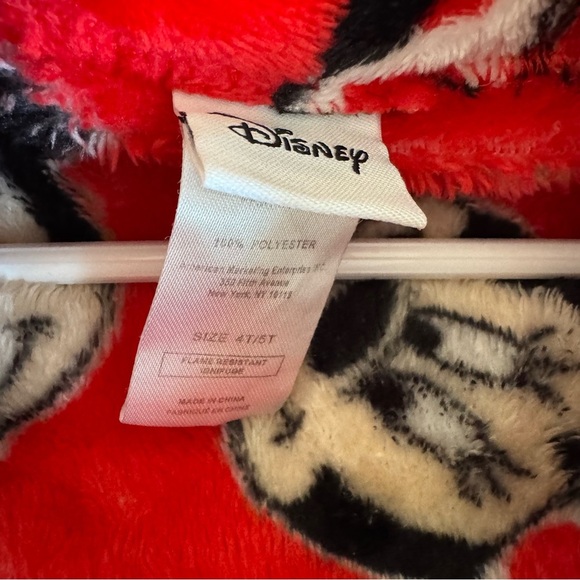 Disney
100% POLYESTER
American Marketing Enterprises INC.
350 Fifth Avenue
New York, NY 10118
SIZE 4T/5T
FLAME RESISTANT
IGNIFUGE
MADE IN CHINA
FABRIQUÉ EN CHINE